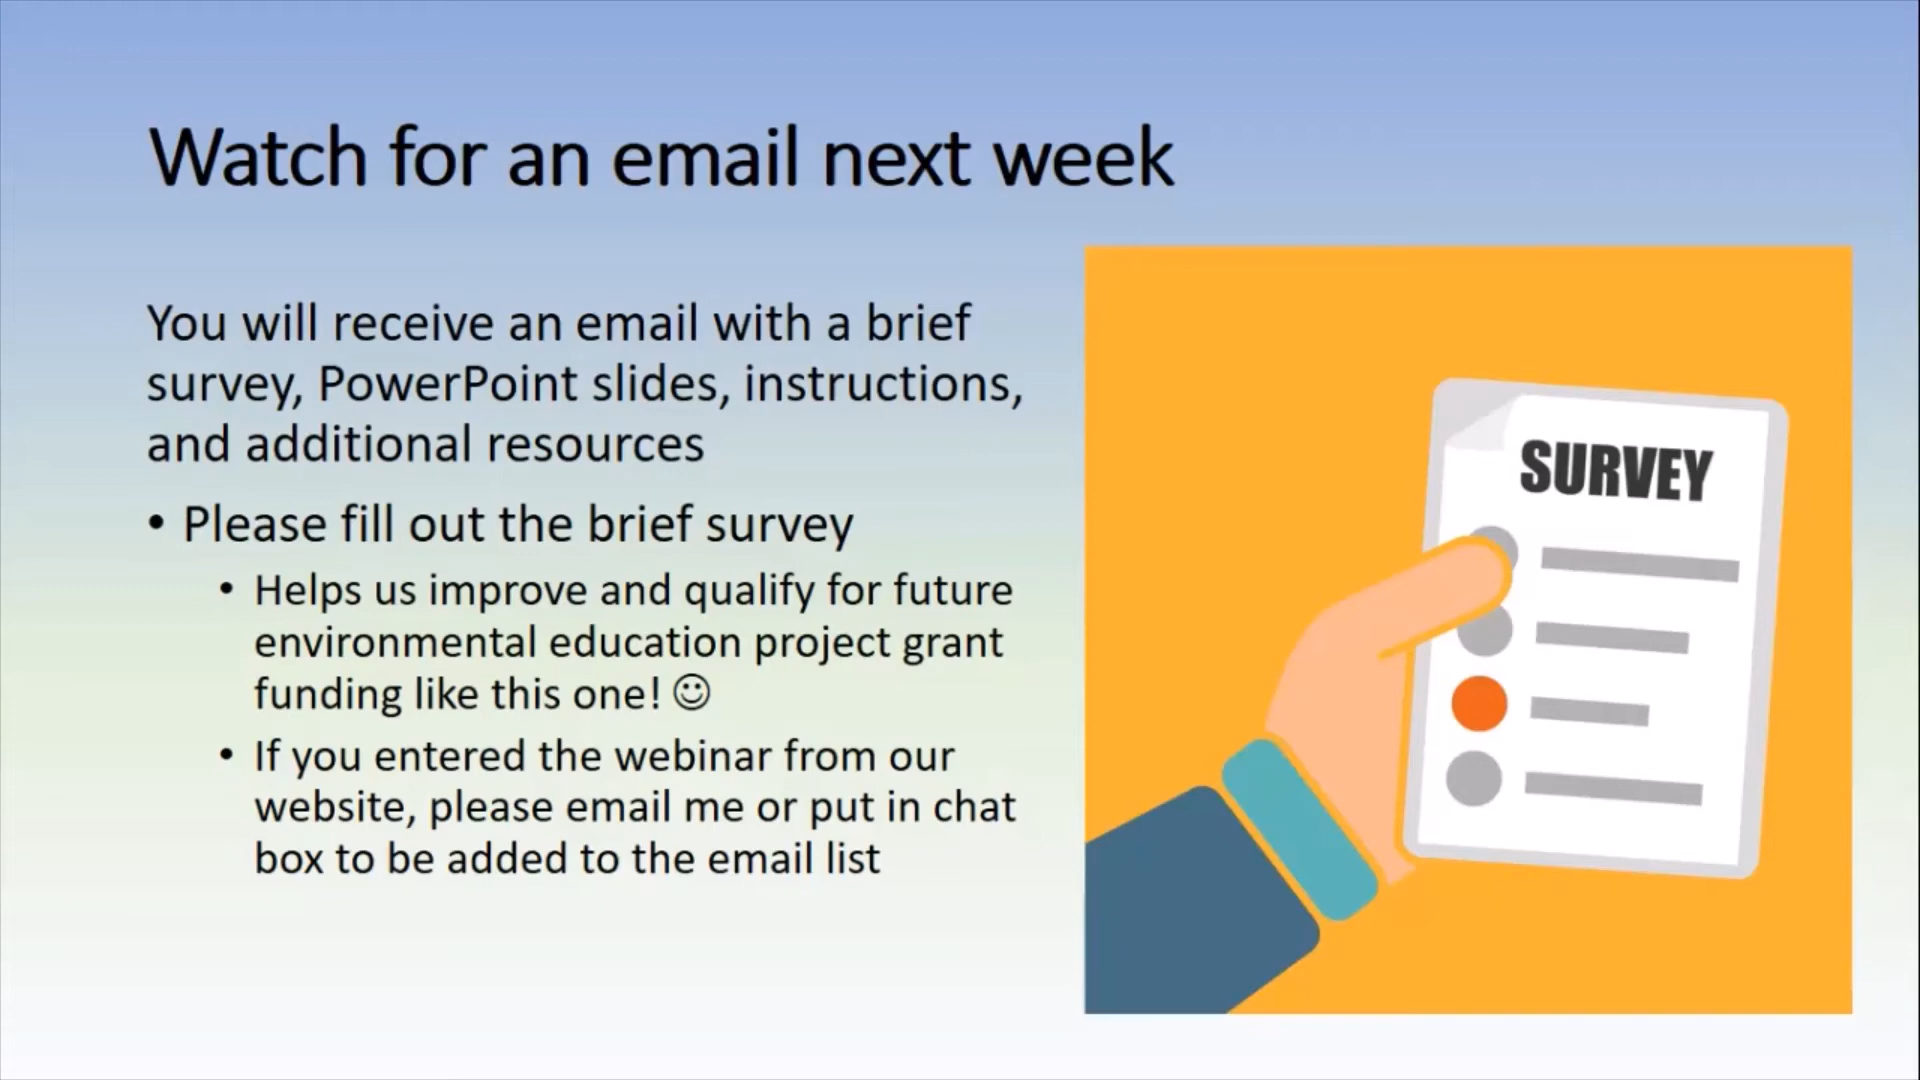 Watch for an email next week
You will receive an email with a brief
survey, PowerPoint slides, instructions,
and additional resources
• Please fill out the brief survey
• Helps us improve and qualify for future
environmental education project grant
funding like this one! ☺
• If you entered the webinar from our
website, please email me or put in chat
box to be added to the email list
SURVEY